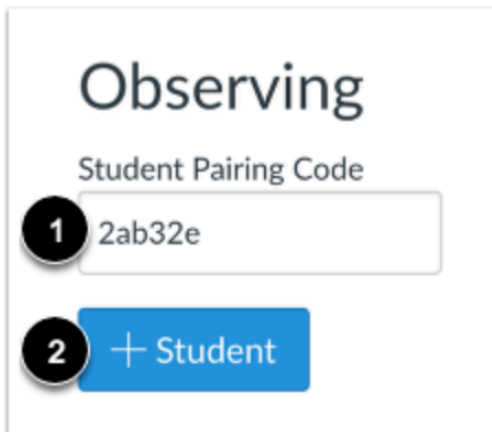 Observing
Student Pairing Code
1 2ab32e
2 + Student